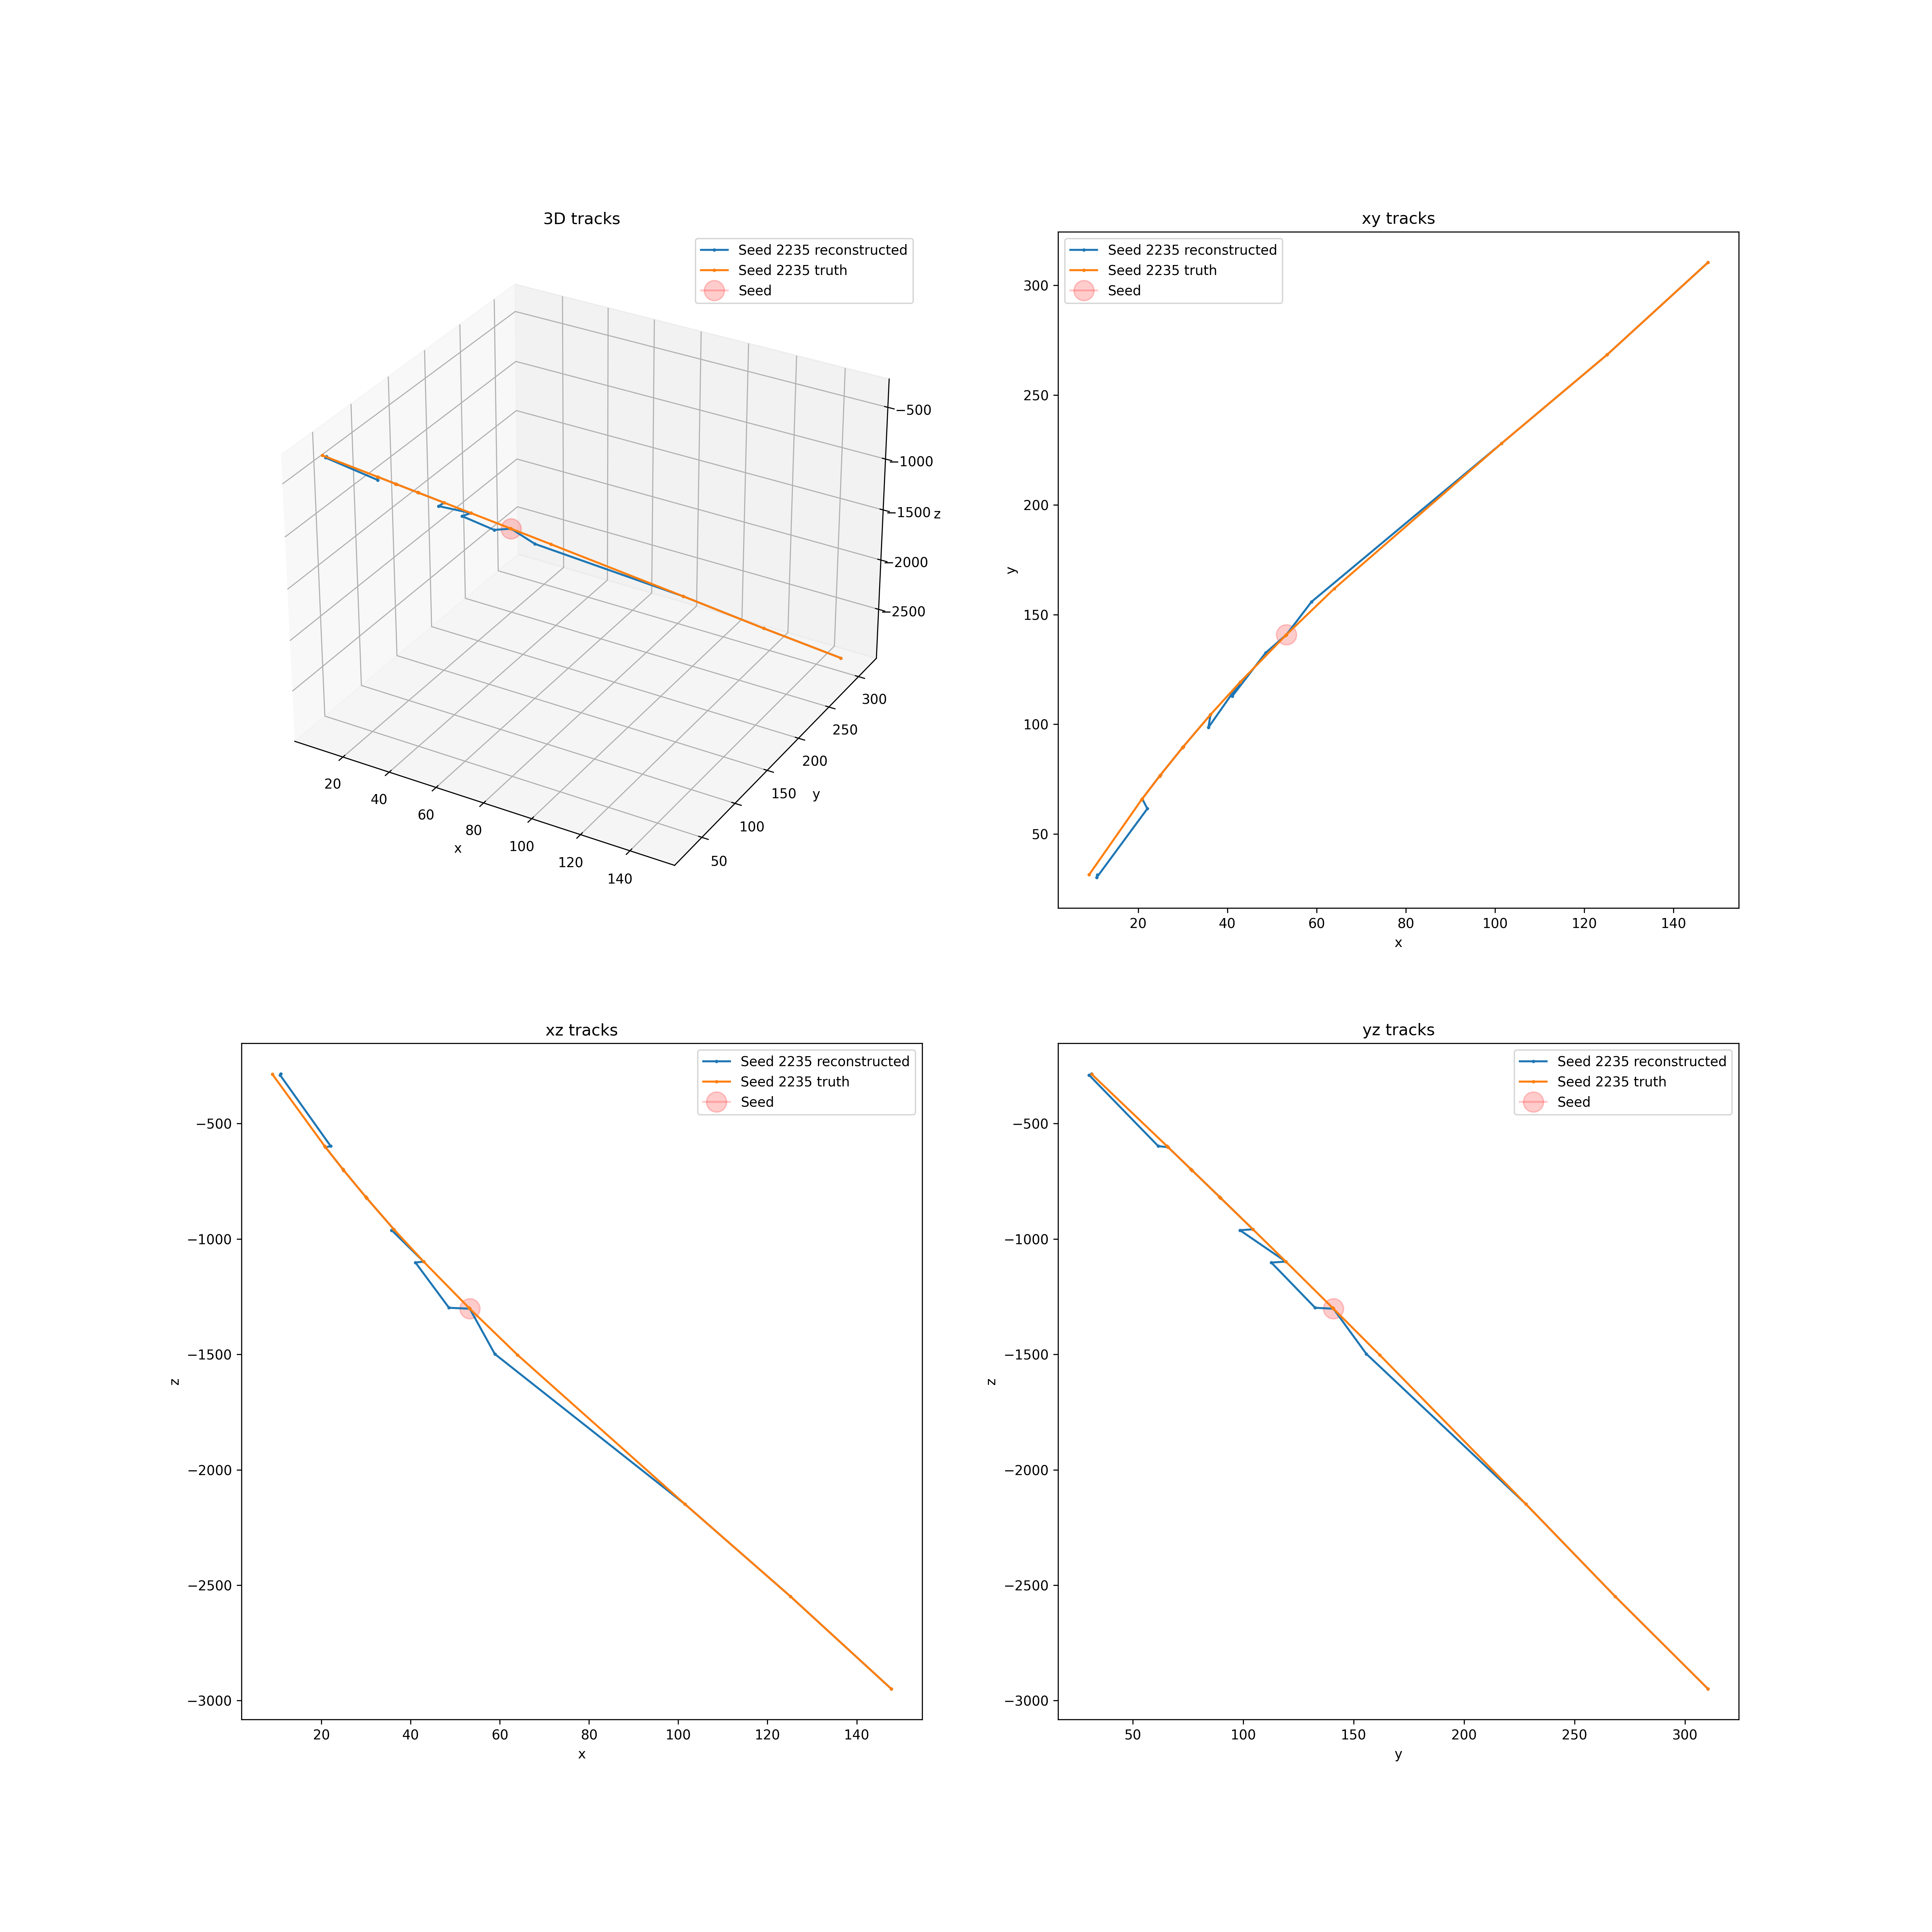 3D tracks
Seed 2235 reconstructed
Seed 2235 truth
Seed
−500
−1000
−1500
−2000
−2500
z
300
250
200
150
100
50
y
20
40
60
80
100
120
140
x
xy tracks
Seed 2235 reconstructed
Seed 2235 truth
Seed
300
250
200
150
100
50
y
20 40 60 80 100 120 140
x
xz tracks
Seed 2235 reconstructed
Seed 2235 truth
Seed
−500
−1000
−1500
−2000
−2500
−3000
z
20 40 60 80 100 120 140
x
yz tracks
Seed 2235 reconstructed
Seed 2235 truth
Seed
−500
−1000
−1500
−2000
−2500
−3000
z
50 100 150 200 250 300
y